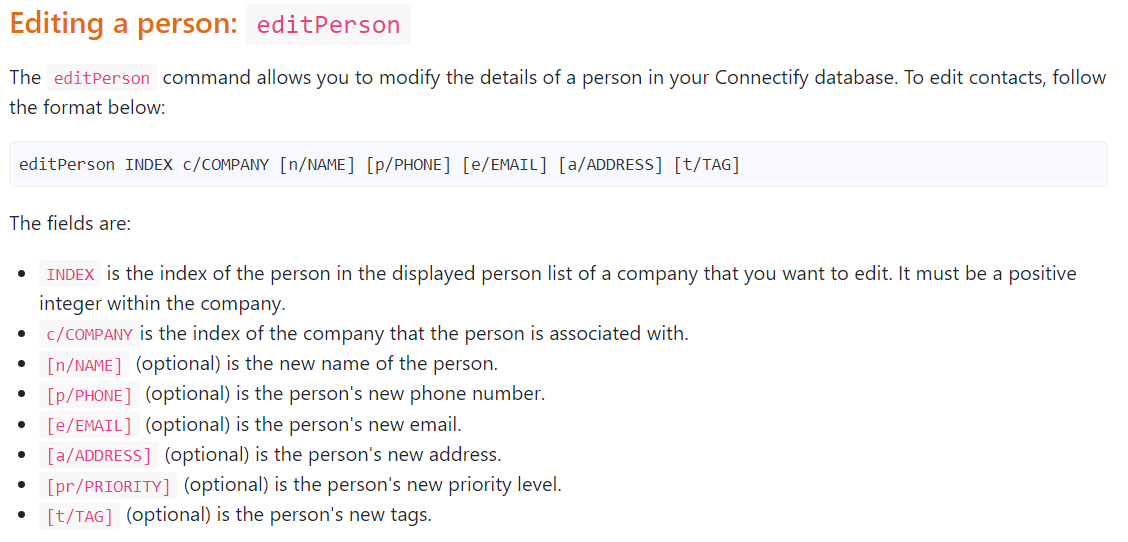 Editing a person: editPerson
The editPerson command allows you to modify the details of a person in your Connectify database. To edit contacts, follow
the format below:
editPerson INDEX c/COMPANY [n/NAME] [p/PHONE] [e/EMAIL] [a/ADDRESS] [t/TAG]
The fields are:
• INDEX is the index of the person in the displayed person list of a company that you want to edit. It must be a positive
integer within the company.
• c/COMPANY is the index of the company that the person is associated with.
• [n/NAME] (optional) is the new name of the person.
• [p/PHONE] (optional) is the person's new phone number.
• [e/EMAIL] (optional) is the person's new email.
• [a/ADDRESS] (optional) is the person's new address.
• [pr/PRIORITY] (optional) is the person's new priority level.
• [t/TAG] (optional) is the person's new tags.